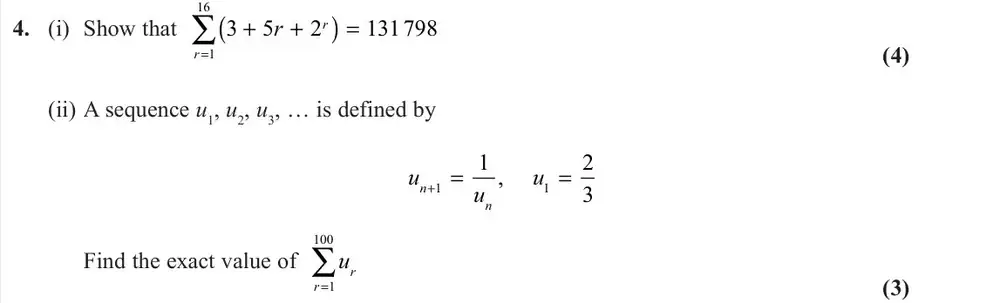 4. (i) Show that $\sum_{r=1}^{16}(3 + 5r + 2^r) = 131\,798$
(4)
(ii) A sequence $u_1, u_2, u_3, \ldots$ is defined by
$u_{n+1} = \frac{1}{u_n}, \quad u_1 = \frac{2}{3}$
Find the exact value of $\sum_{r=1}^{100} u_r$
(3)